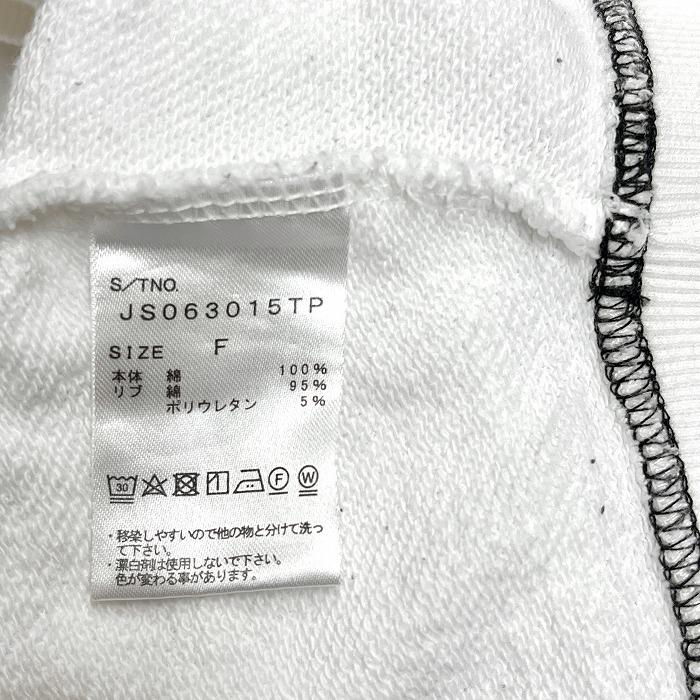 S/TNO.
JS063015TP
SIZE F
本体 綿 100%
リブ 綿 95%
ポリウレタン 5%
30 F W
・移染しやすいので他の物と分けて洗っ
て下さい。
・漂白剤は使用しないで下さい。
色が変わる事があります。